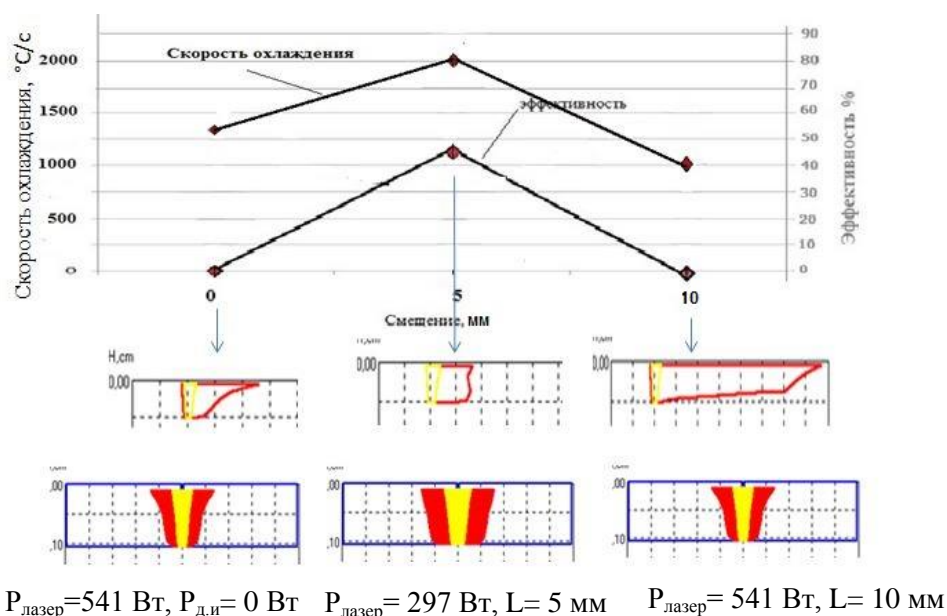 Скорость охлаждения, °C/с
2000
1500
1000
500
0
Скорость охлаждения
эффективность
90
80
70
60
50
40
30
20
10
0
Эффективность %
0 5 10
Смещение, мм
H,cm
0,00
H,cm
0,00
H,cm
0,00
,00
,10
,00
,10
,00
,10
Pлазер=541 Вт, Pд.и= 0 Вт Pлазер= 297 Вт, L= 5 мм Pлазер= 541 Вт, L= 10 мм